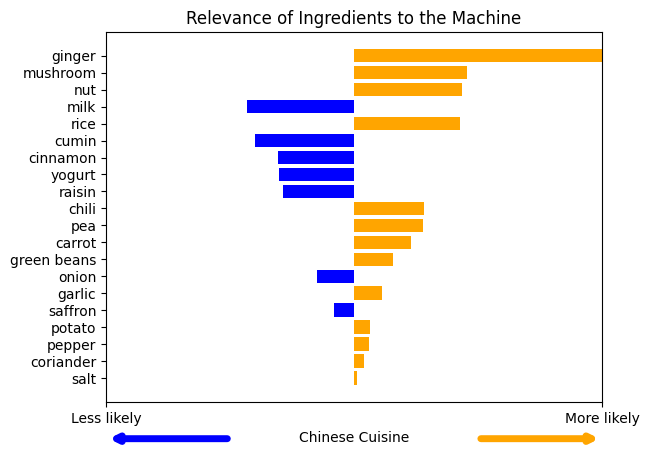 Relevance of Ingredients to the Machine
ginger
mushroom
nut
milk
rice
cumin
cinnamon
yogurt
raisin
chili
pea
carrot
green beans
onion
garlic
saffron
potato
pepper
coriander
salt
Less likely
More likely
Chinese Cuisine